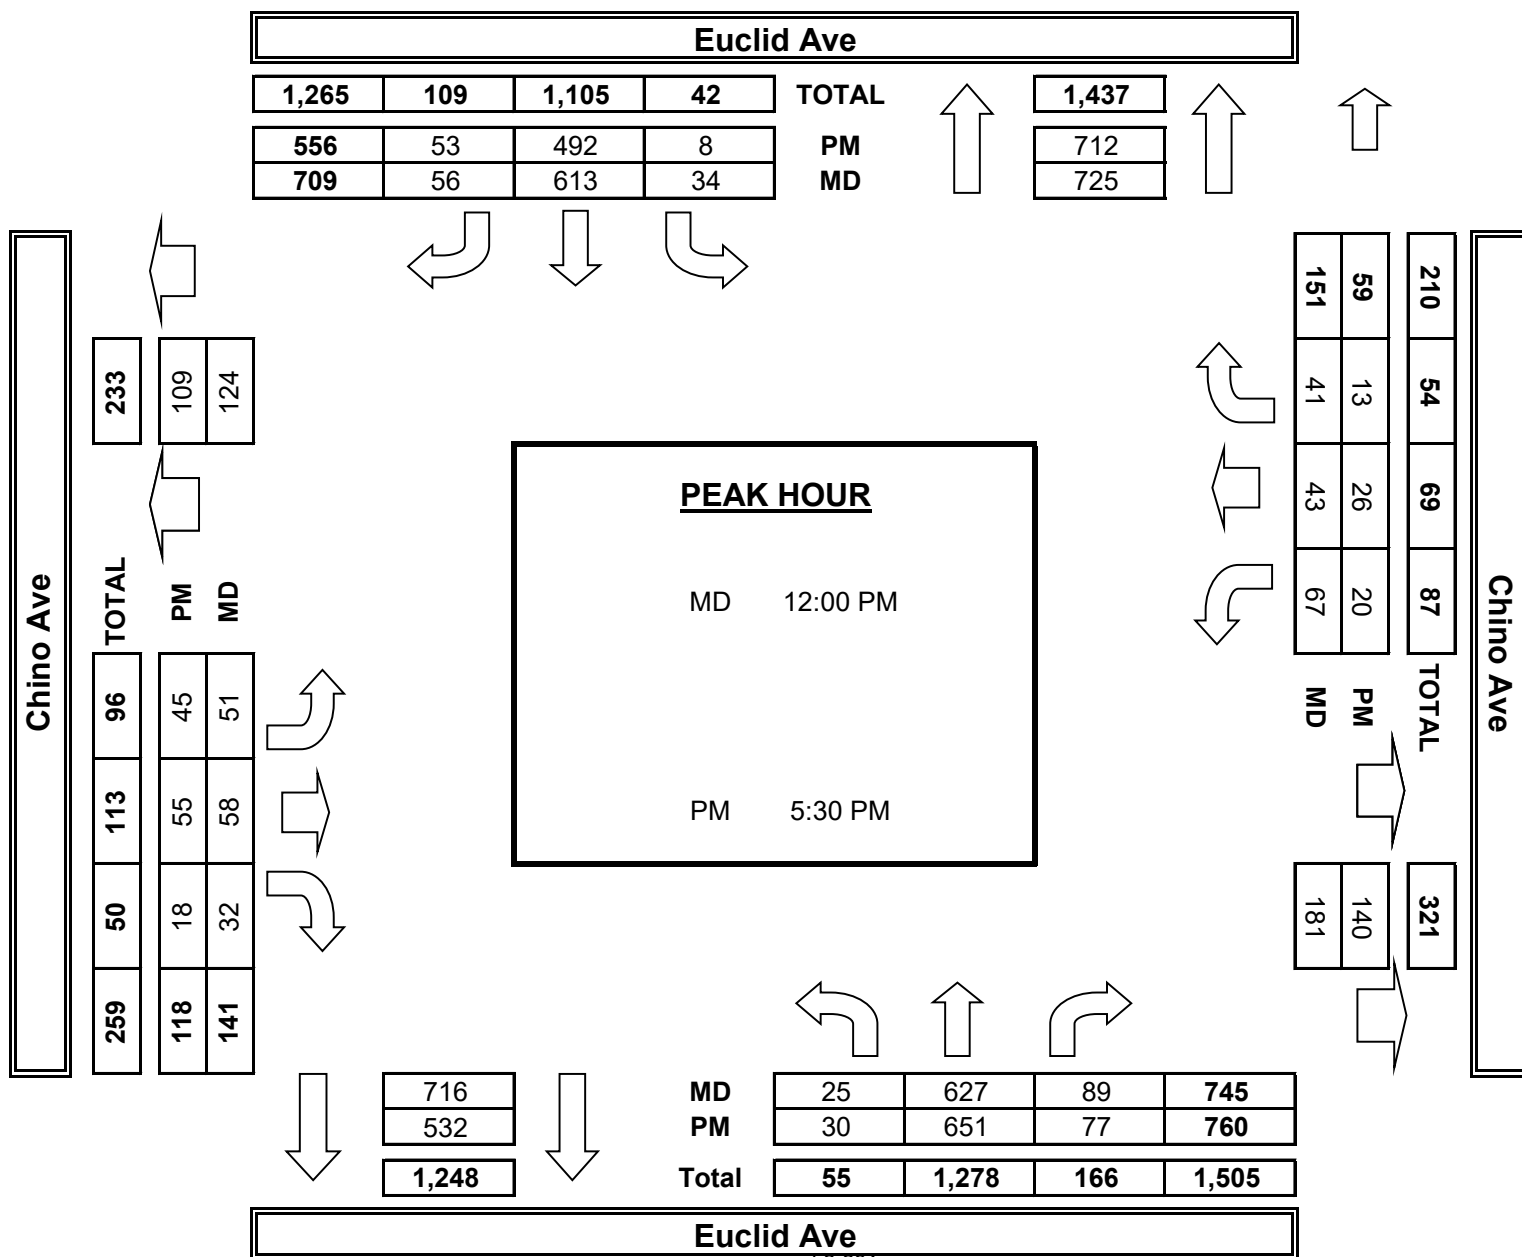 Euclid Ave
1,265 109 1,105 42 TOTAL 1,437
556 53 492 8 PM 712
709 56 613 34 MD 725
Chino Ave
233 109 124
TOTAL PM MD
96 45 51
113 55 58
50 18 32
259 118 141
PEAK HOUR
MD 12:00 PM
PM 5:30 PM
151 59 210
41 13 54
43 26 69
67 20 87
MD PM TOTAL
181 140 321
Chino Ave
716 MD 25 627 89 745
532 PM 30 651 77 760
1,248 Total 55 1,278 166 1,505
Euclid Ave